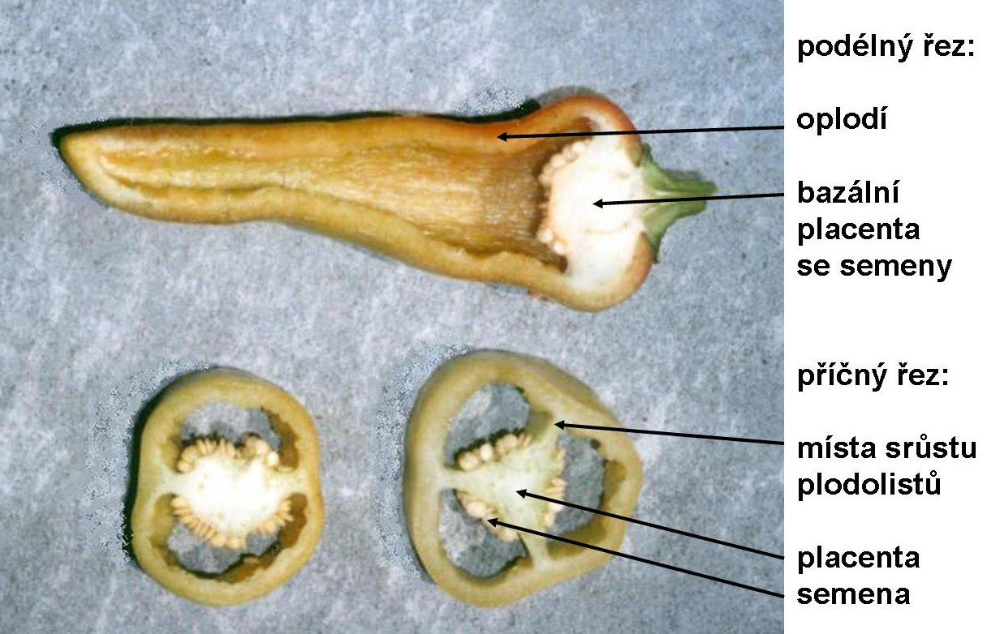 podélný řez:
oplodí
bazální
placenta
se semeny
příčný řez:
místa srůstu
plodolistů
placenta
semena